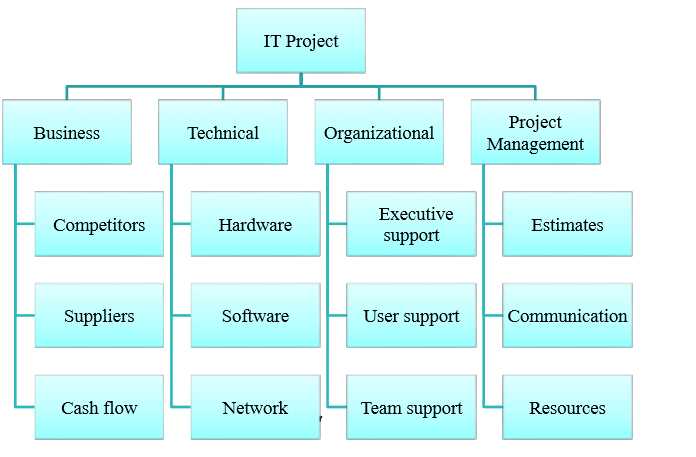 IT Project
Business
Technical
Organizational
Project
Management
Competitors
Hardware
Executive
support
Estimates
Suppliers
Software
User support
Communication
Cash flow
Network
Team support
Resources